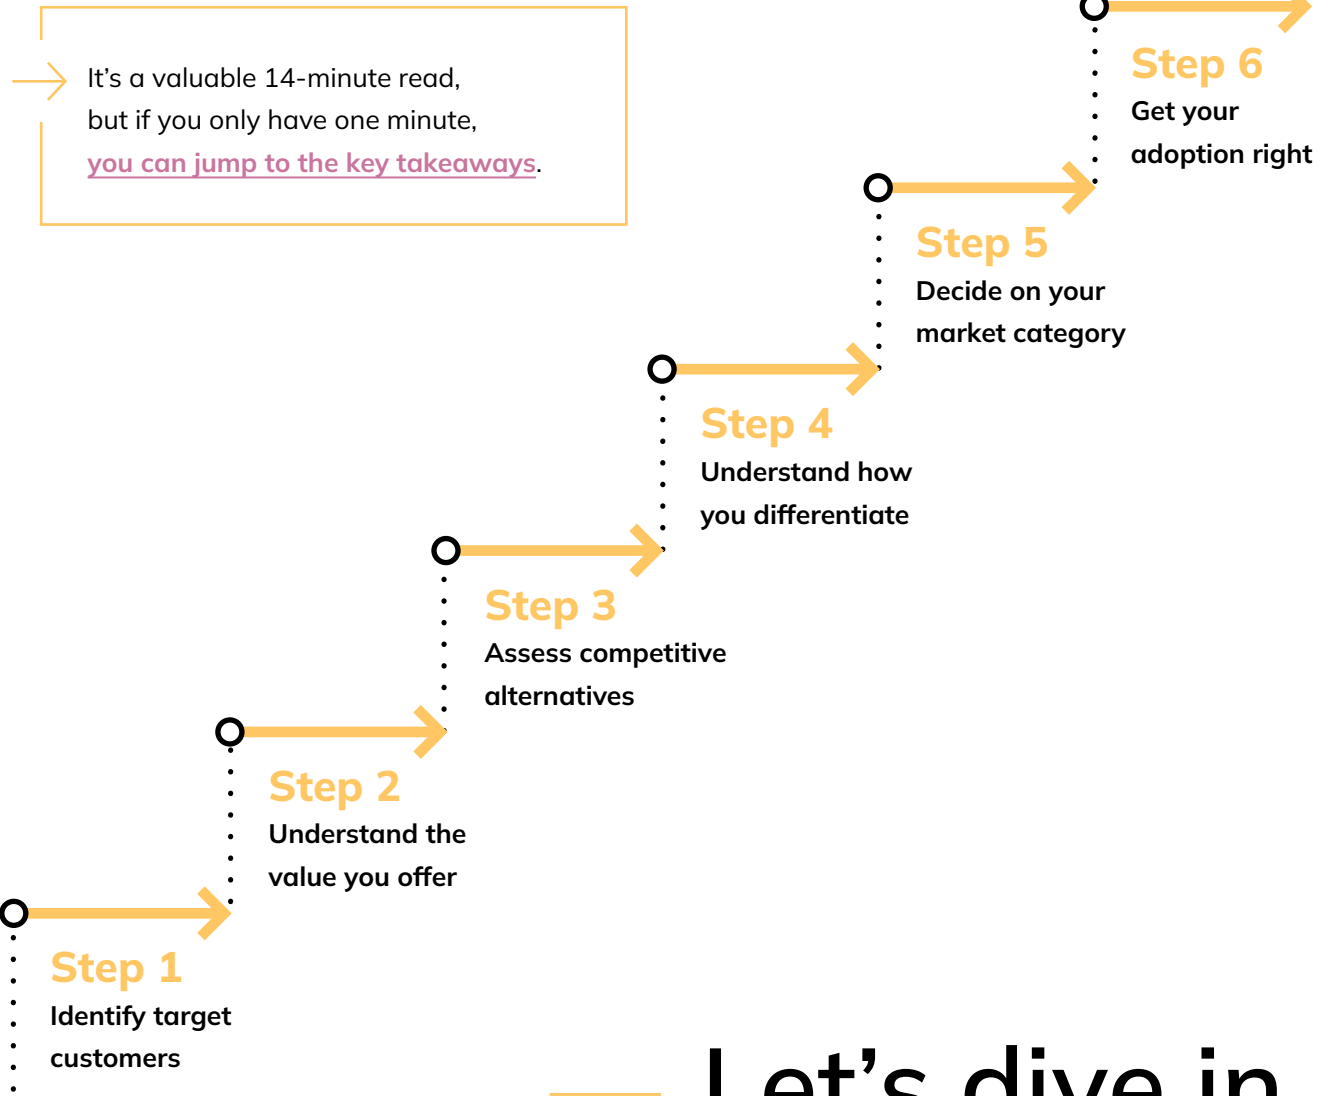 It’s a valuable 14-minute read,
but if you only have one minute,
you can jump to the key takeaways.
Step 6
Get your
adoption right
Step 5
Decide on your
market category
Step 4
Understand how
you differentiate
Step 3
Assess competitive
alternatives
Step 2
Understand the
value you offer
Step 1
Identify target
customers
Let’s dive in